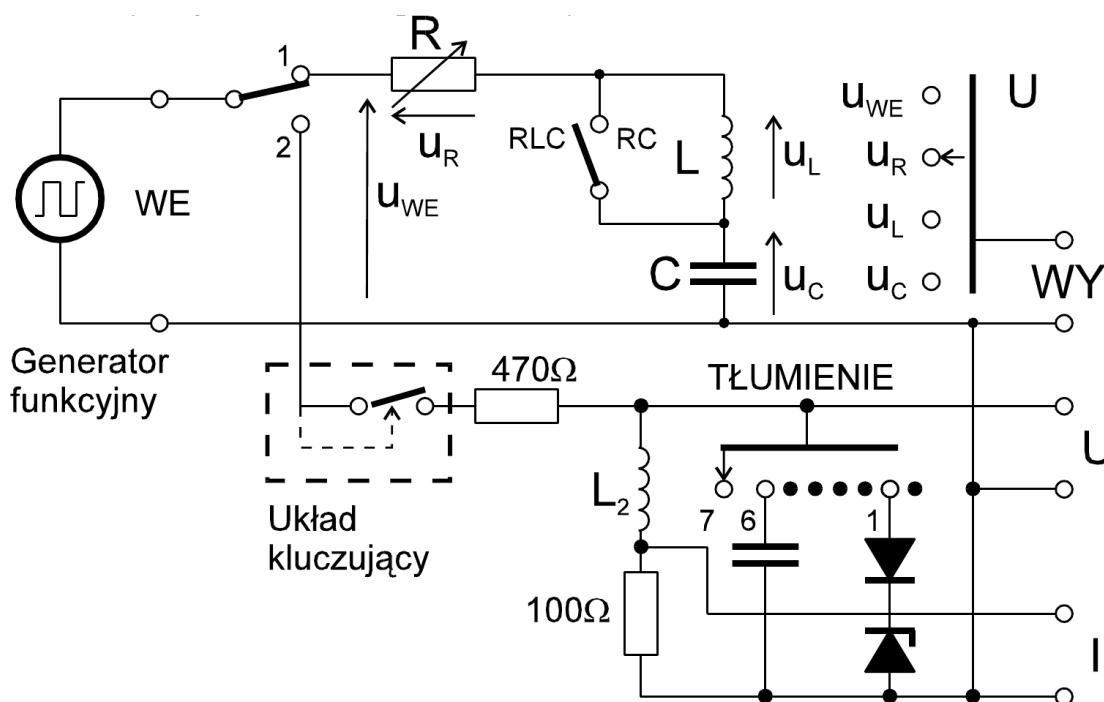 1
R
2
u_R
u_WE
RLC
RC
L
u_L
C
u_C
u_WE
u_R
u_L
u_C
U
WY
WE
Generator
funkcyjny
470Ω
TŁUMIENIE
U
L₂
7
6
1
Układ
kluczujący
100Ω
I